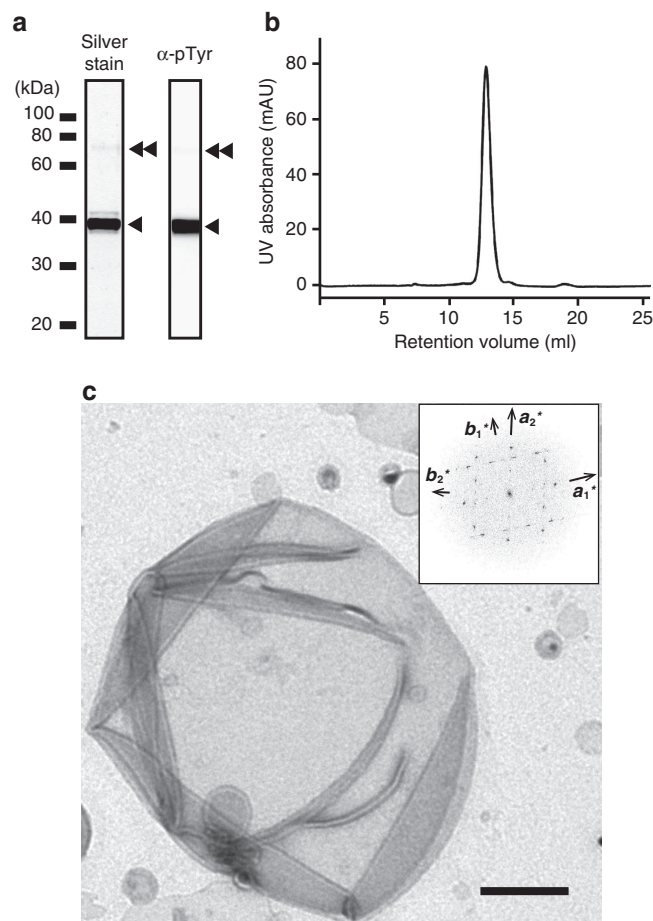 a
Silver
stain
α-pTyr
(kDa)
100
80
60
40
30
20
b
UV absorbance (mAU)
80
60
40
20
0
5
10
15
20
25
Retention volume (ml)
c
b1*
a2*
b2*
a1*